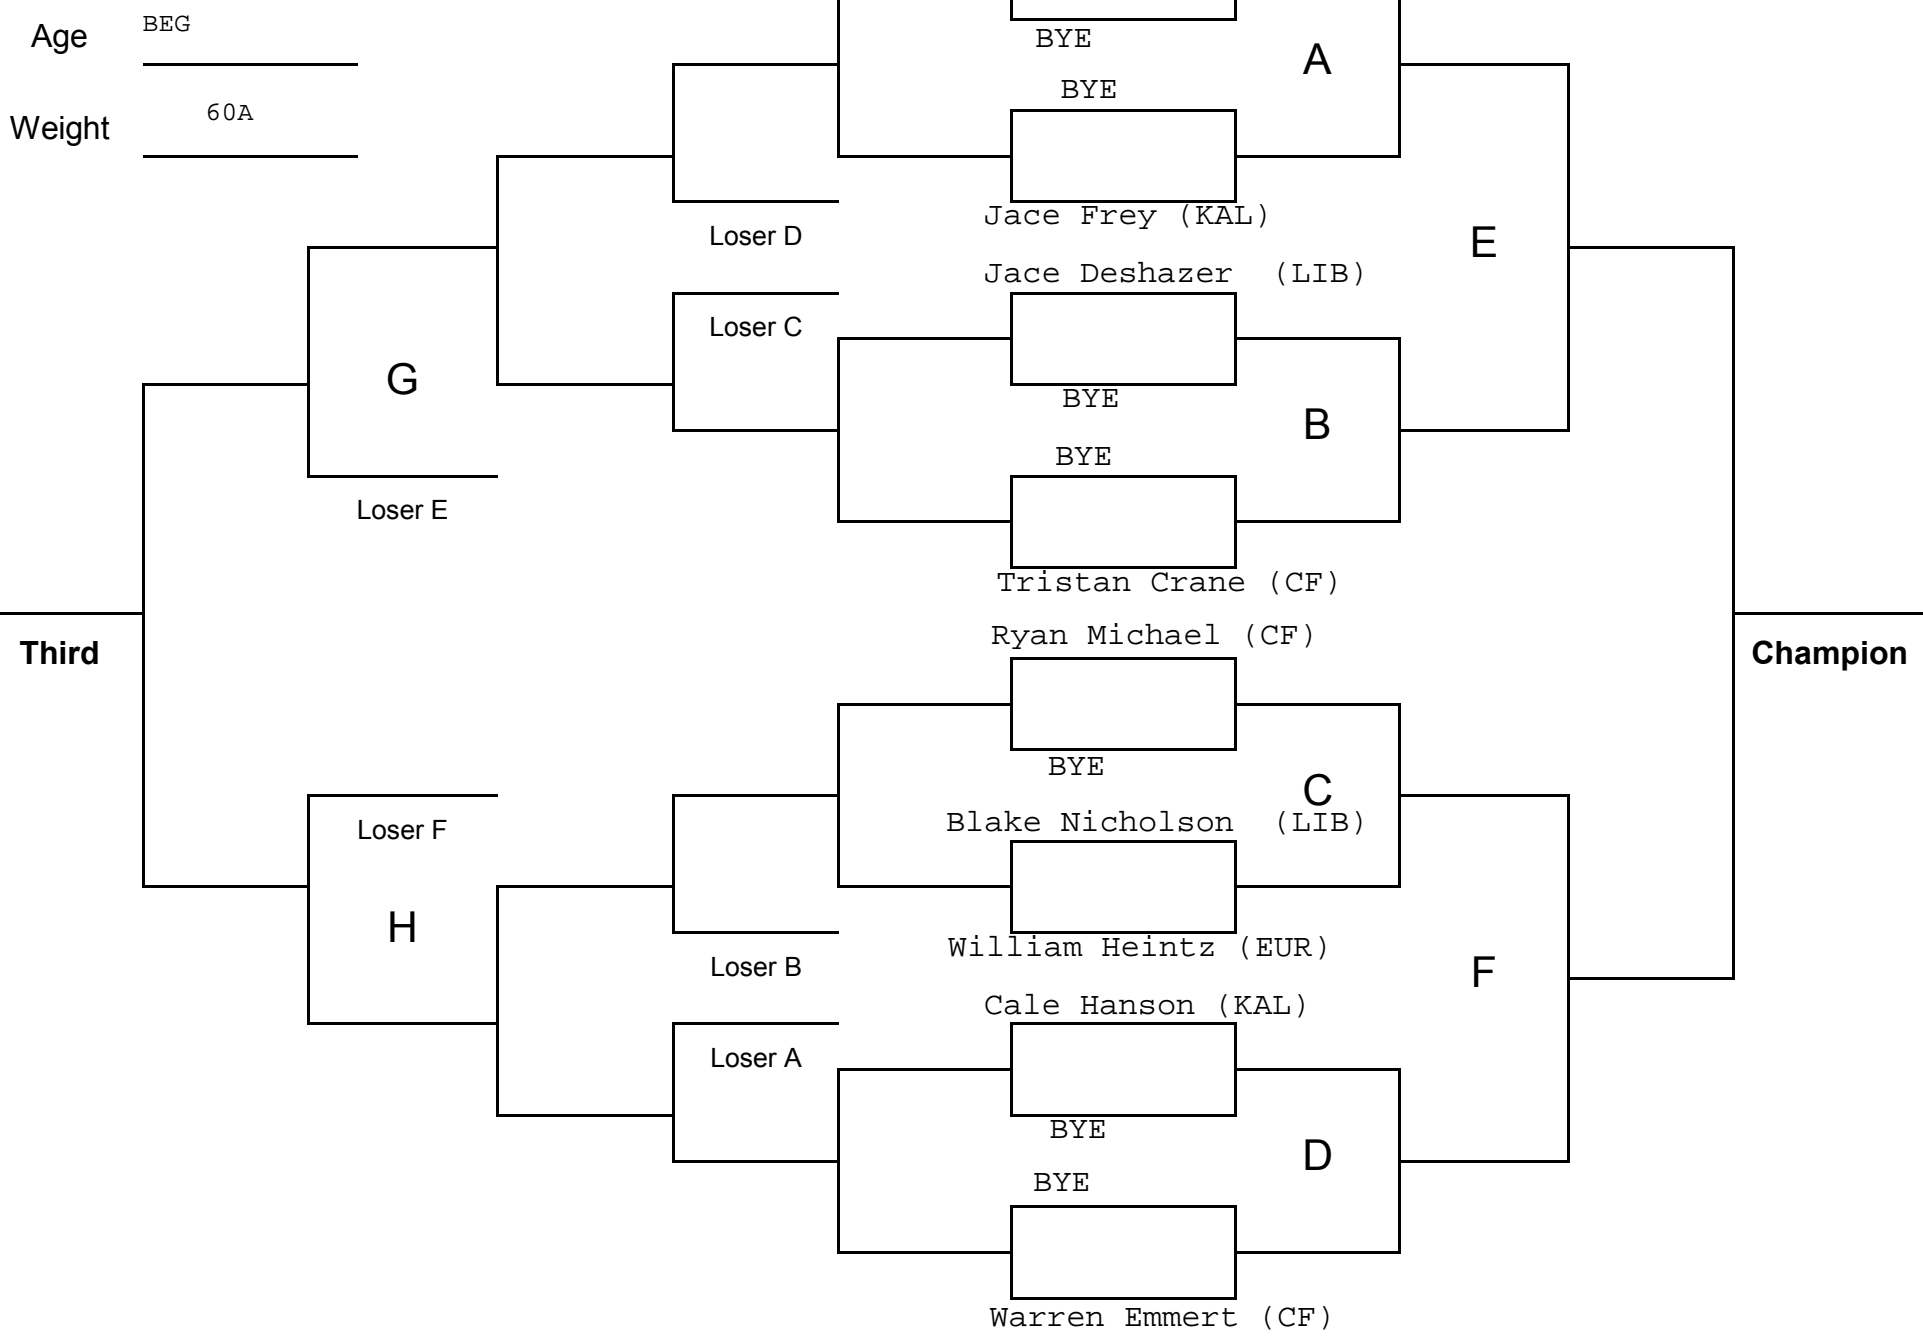 Age BEG
BYE
A
BYE
Weight 60A
Jace Frey (KAL)
Loser D
E
Jace Deshazer (LIB)
Loser C
G
BYE
B
BYE
Loser E
Tristan Crane (CF)
Ryan Michael (CF)
Third
Champion
BYE
C
Loser F
Blake Nicholson (LIB)
H
William Heintz (EUR)
Loser B
F
Cale Hanson (KAL)
Loser A
BYE
D
BYE
Warren Emmert (CF)